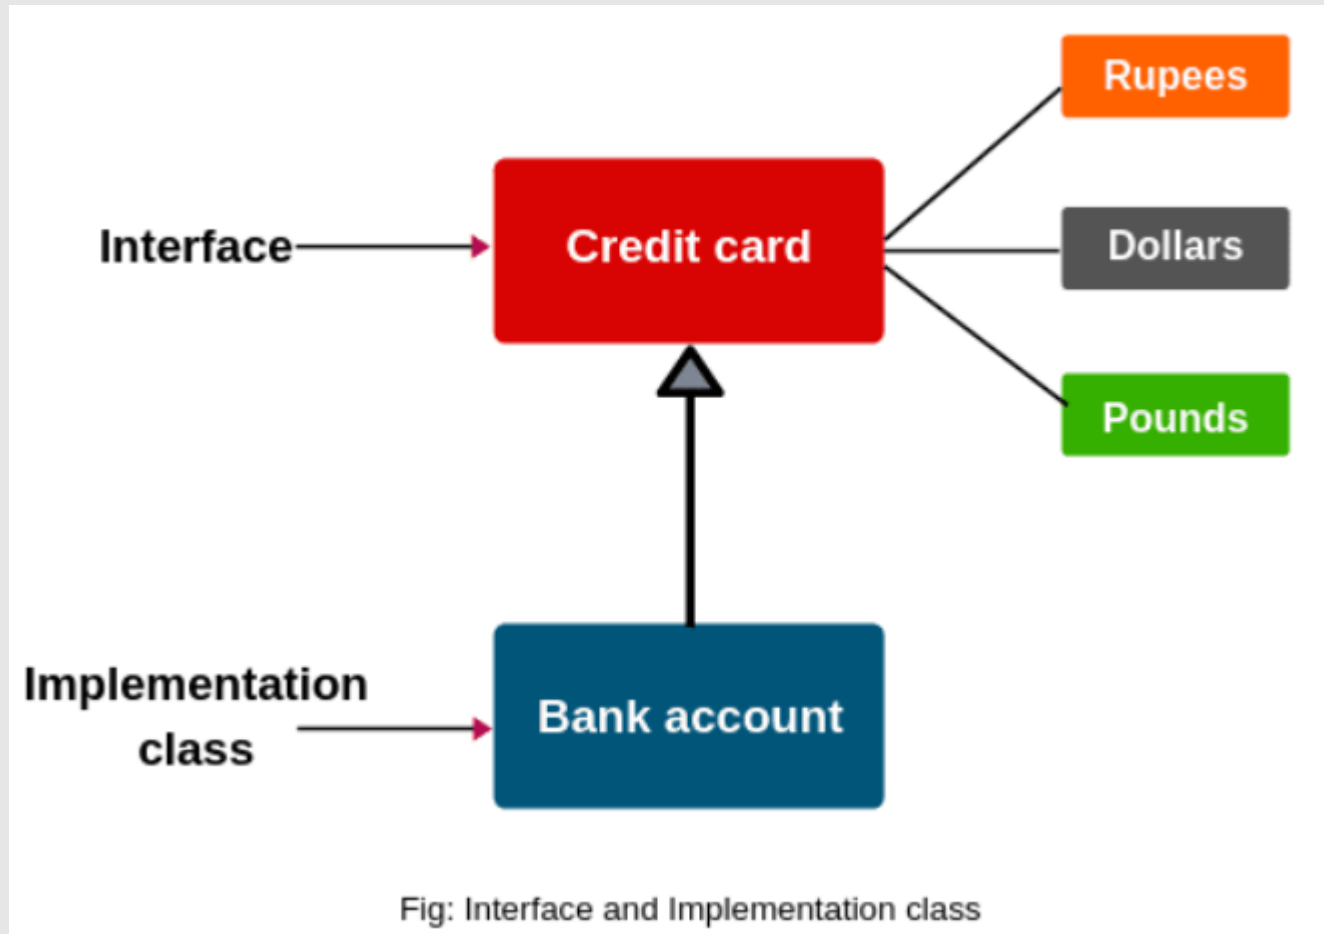 Rupees
Interface
Credit card
Dollars
Pounds
Implementation
class
Bank account
Fig: Interface and Implementation class